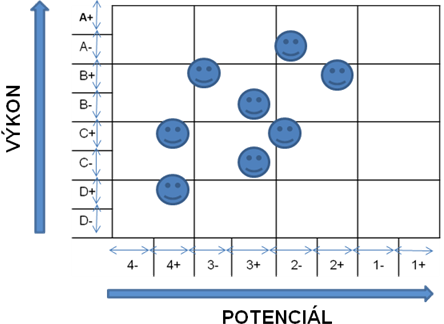 VÝKON
A+
A-
B+
B-
C+
C-
D+
D-
4- 4+ 3- 3+ 2- 2+ 1- 1+
POTENCIÁL